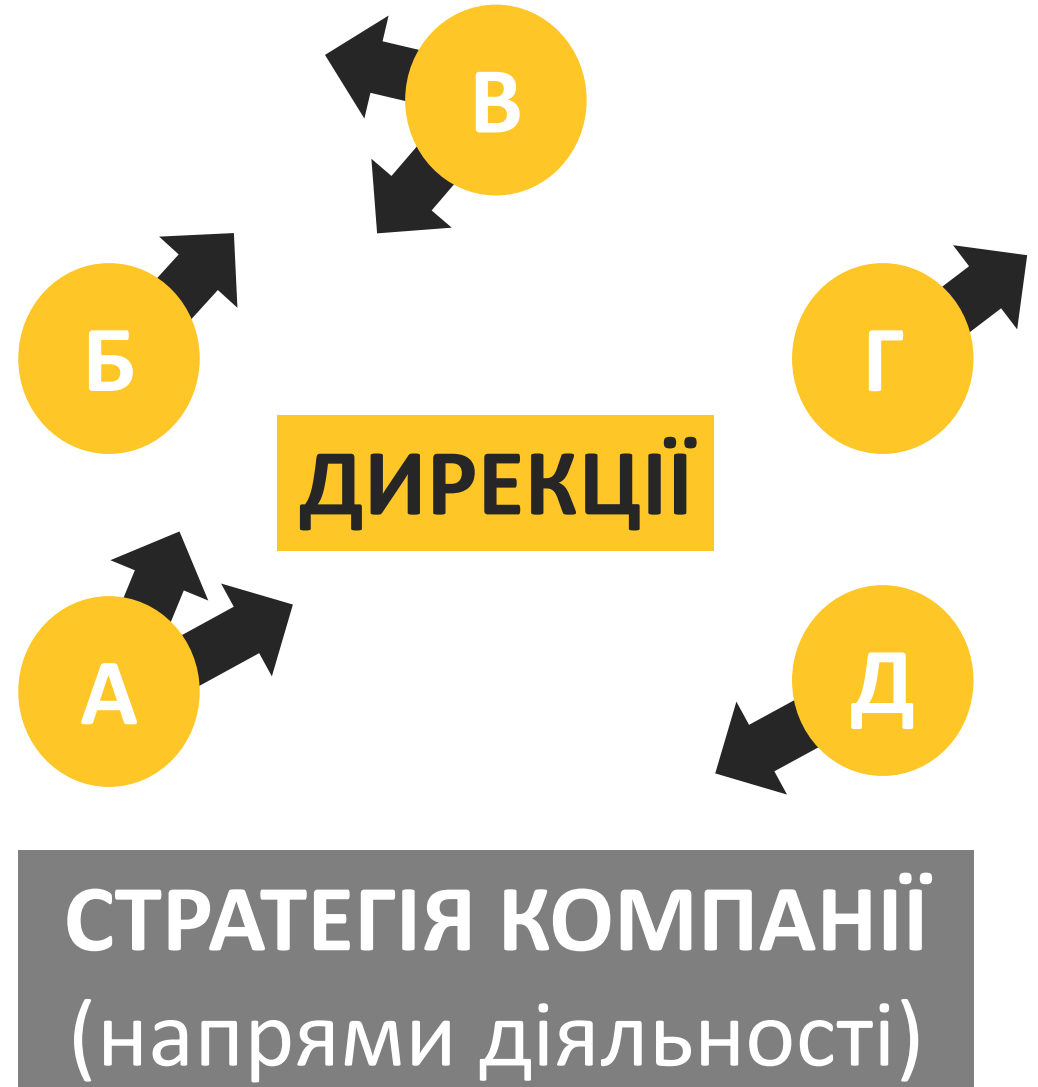 В
Б
Г
ДИРЕКЦІЇ
А
Д
СТРАТЕГІЯ КОМПАНІЇ
(напрями діяльності)